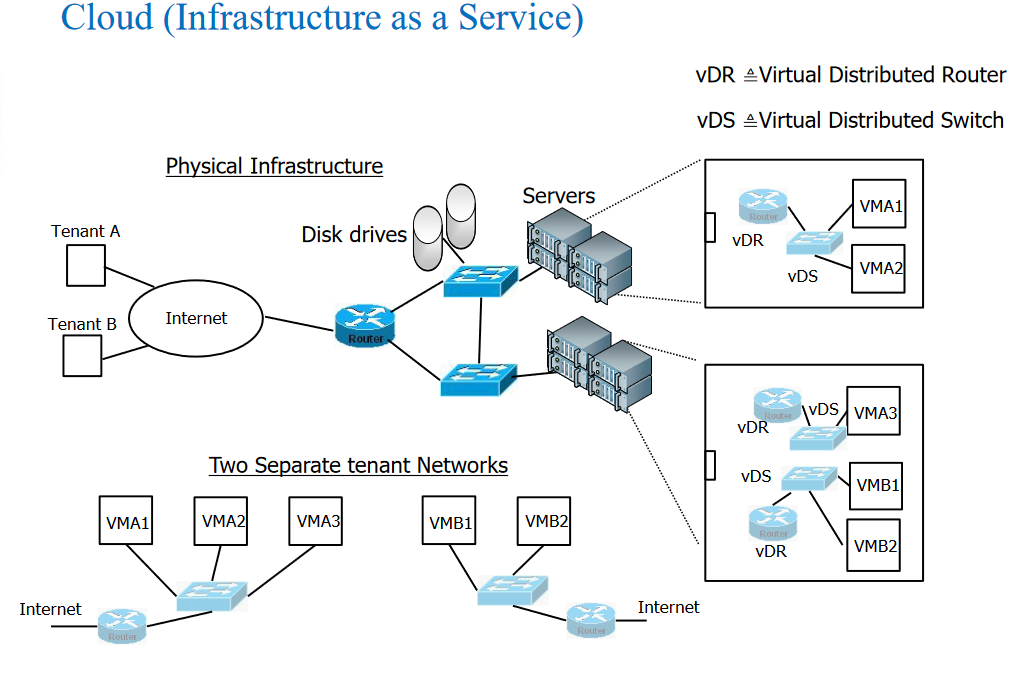 Cloud (Infrastructure as a Service)
vDR ≜Virtual Distributed Router
vDS ≜Virtual Distributed Switch
Physical Infrastructure
Servers
Disk drives
Tenant A
Tenant B
Internet
Router
Router
VMA1
vDR
vDS
VMA2
Router
vDS
VMA3
vDR
vDS
VMB1
Router
vDR
VMB2
Two Separate tenant Networks
VMA1
VMA2
VMA3
VMB1
VMB2
Internet
Router
Router
Internet